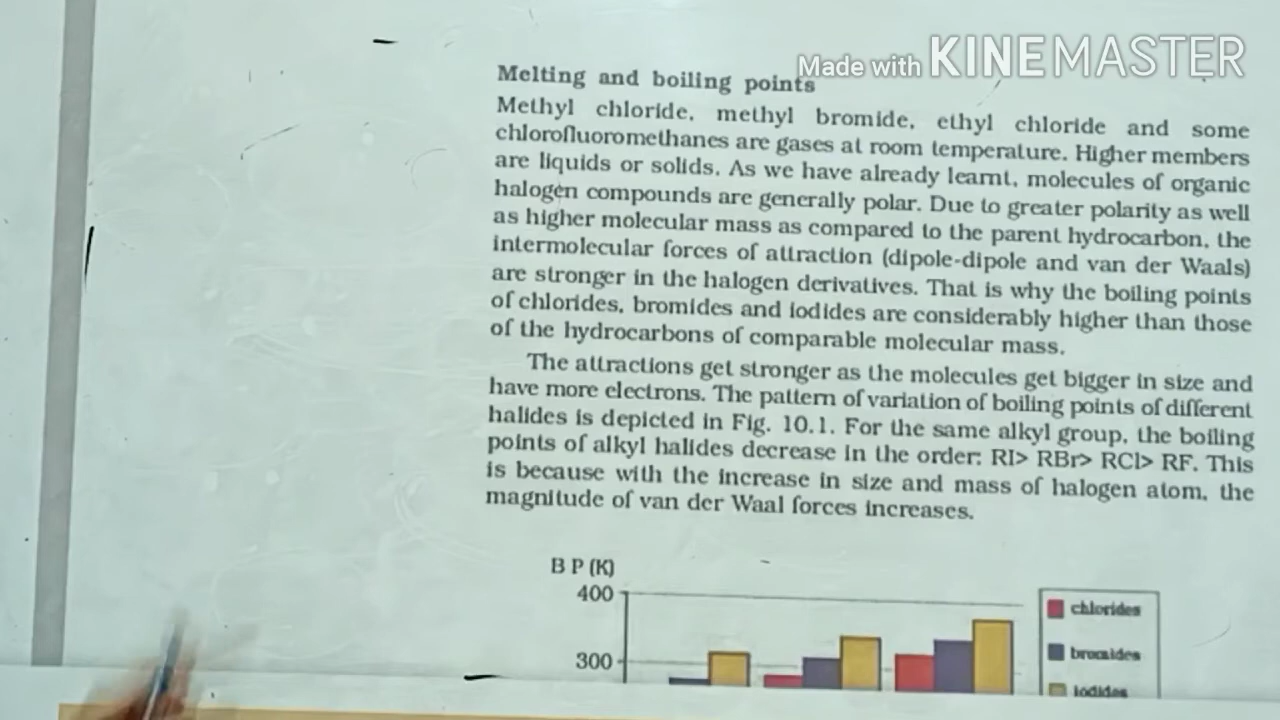 Made with KINEMASTER
Melting and boiling points
Methyl chloride, methyl bromide, ethyl chloride and some
chlorofluoromethanes are gases at room temperature. Higher members
are liquids or solids. As we have already learnt, molecules of organic
halogen compounds are generally polar. Due to greater polarity as well
as higher molecular mass as compared to the parent hydrocarbon, the
intermolecular forces of attraction (dipole-dipole and van der Waals)
are stronger in the halogen derivatives. That is why the boiling points
of chlorides, bromides and iodides are considerably higher than those
of the hydrocarbons of comparable molecular mass.
The attractions get stronger as the molecules get bigger in size and
have more electrons. The pattern of variation of boiling points of different
halides is depicted in Fig. 10.1. For the same alkyl group, the boiling
points of alkyl halides decrease in the order: RI> RBr> RCl> RF. This
is because with the increase in size and mass of halogen atom, the
magnitude of van der Waal forces increases.
B P (K)
400
300
chlorides
bromides
iodides